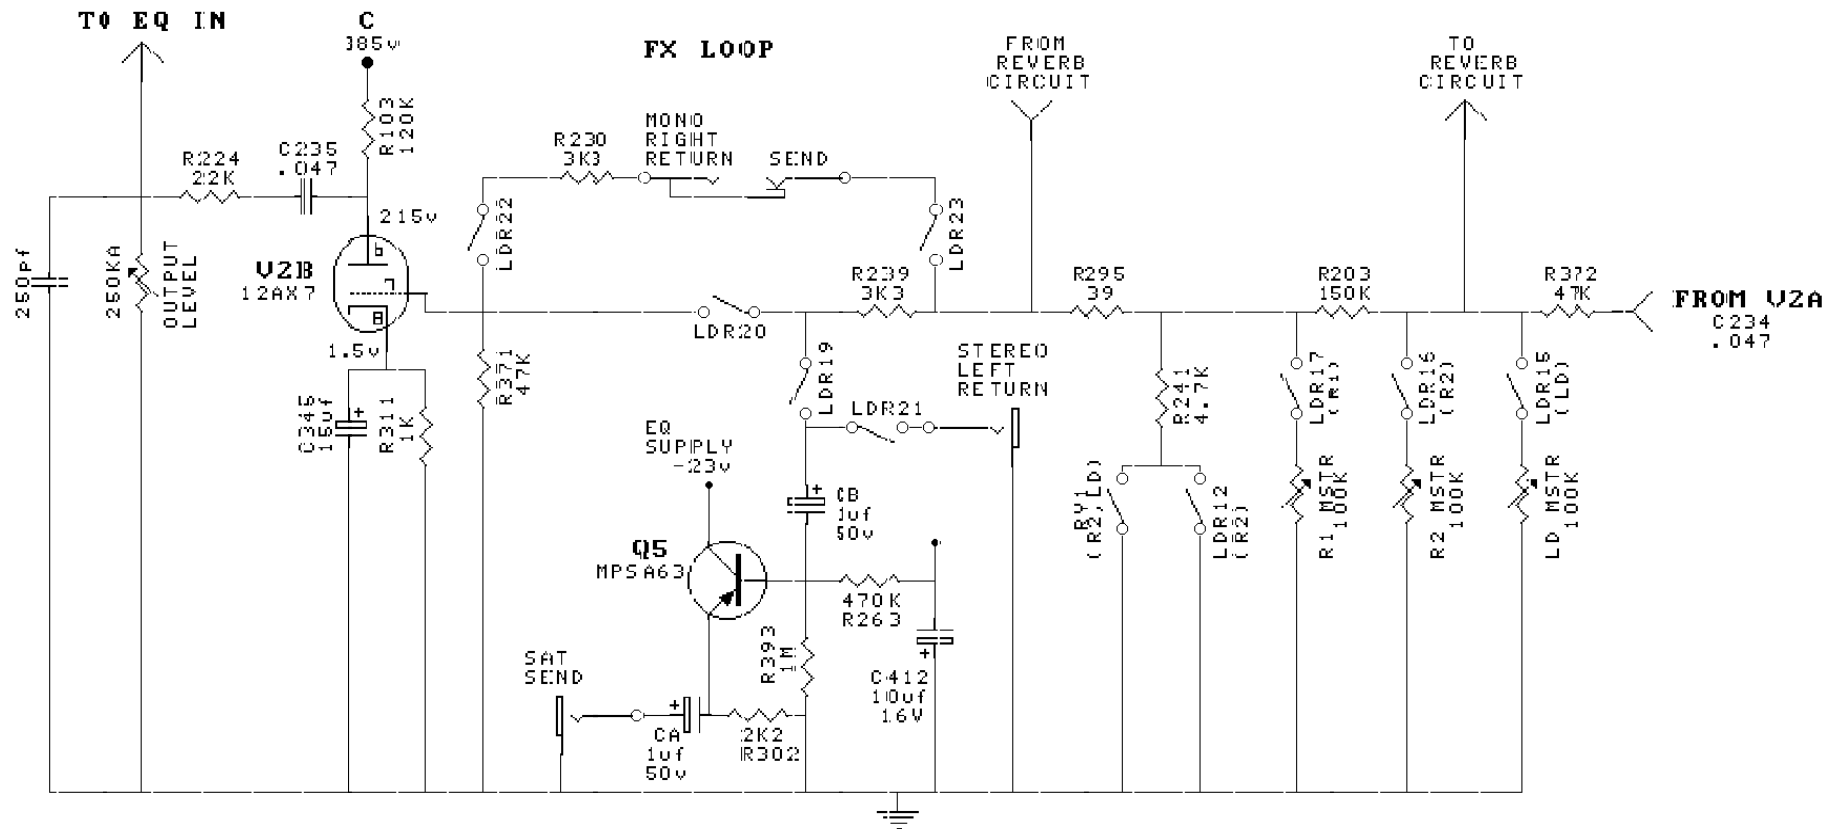 TO EQ IN
C
385v
FX LOOP
FROM
REVERB
CIRCUIT
TO
REVERB
CIRCUIT
R103
120K
MONO
RIGHT
RETURN
SEND
R230
3K3
C235
.047
R224
22K
LDR22
LDR23
215v
250pf
250KA
OUTPUT
LEVEL
V2B
12AX7
6
7
8
1.5v
R239
3K3
R295
39
R203
150K
R372
47K
FROM V2A
C234
.047
LDR20
R371
47K
LDR19
STEREO
LEFT
RETURN
LDR21
R241
4.7K
LDR17
(R1)
LDR16
(R2)
LDR15
(LD)
C345
15uf
+
R311
1K
EQ
SUPPLY
-23v
+
CB
1uf
50v
RY1
(R2,LD)
LDR12
(R2)
R1 MSTR
100K
R2 MSTR
100K
LD MSTR
100K
Q5
MPSA63
470K
R263
R393
1M
C412
10uf
16V
+
SAT
SEND
+
CA
1uf
50v
2K2
R302